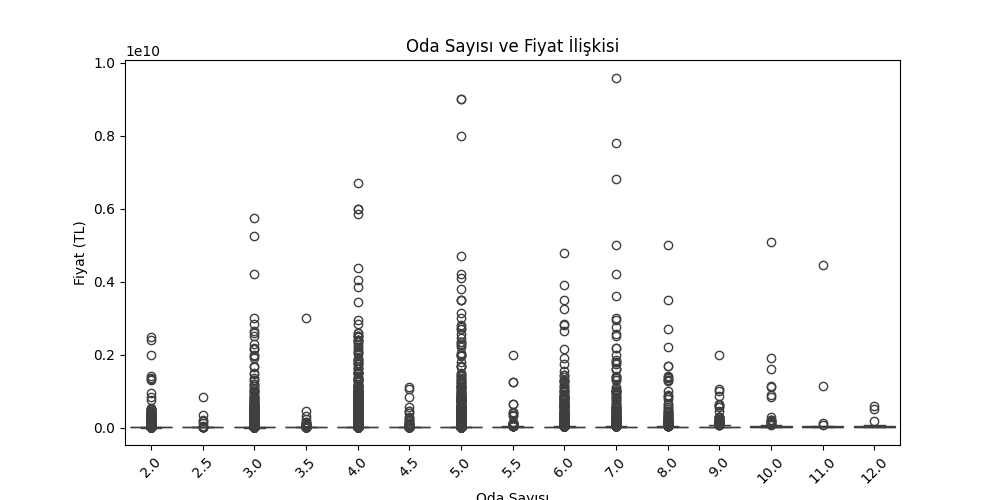 Oda Sayısı ve Fiyat İlişkisi
1e10
1.0
0.8
0.6
0.4
0.2
0.0
Fiyat (TL)
2.0 2.5 3.0 3.5 4.0 4.5 5.0 5.5 6.0 7.0 8.0 9.0 10.0 11.0 12.0
Oda Sayısı